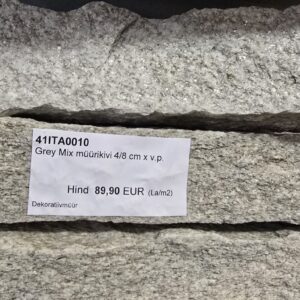 41ITA0010
Grey Mix müürikivi 4/8 cm x v.p.
Hind 89,90 EUR (La/m2)
Dekoratiivmüür